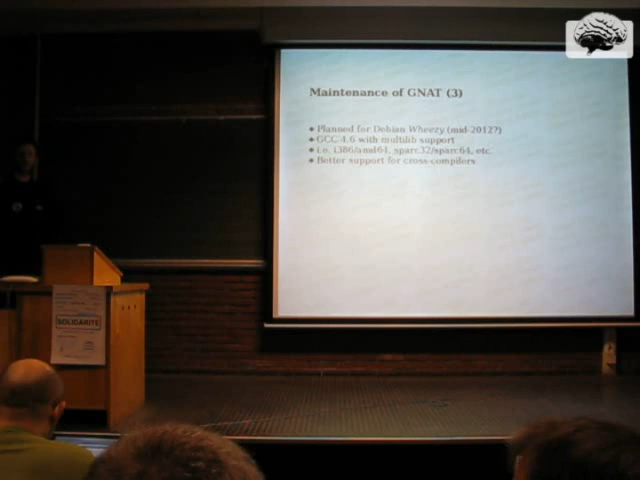 Maintenance of GNAT (3)
• Planned for Debian Wheezy (mid-2012?)
• GCC 4.6 with multilib support
• i.e. i386/amd64, sparc32/sparc64, etc.
• Better support for cross-compilers
SOLIDARITÉ